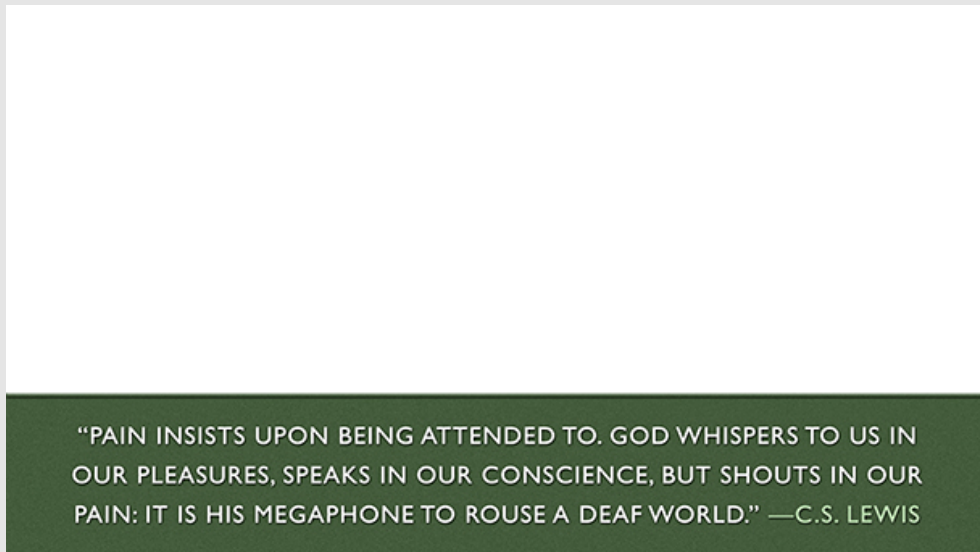 “PAIN INSISTS UPON BEING ATTENDED TO. GOD WHISPERS TO US IN
OUR PLEASURES, SPEAKS IN OUR CONSCIENCE, BUT SHOUTS IN OUR
PAIN: IT IS HIS MEGAPHONE TO ROUSE A DEAF WORLD.” —C.S. LEWIS